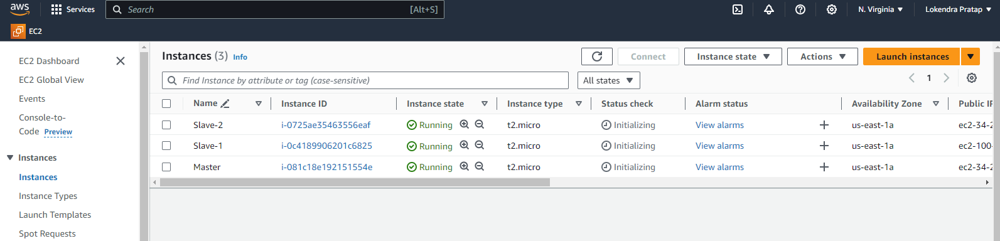 aws Services Search [Alt+S] N. Virginia Lokendra Pratap
EC2
EC2 Dashboard
EC2 Global View
Events
Console-to-
Code Preview
Instances
Instances
Instance Types
Launch Templates
Spot Requests
Instances (3) Info Connect Instance state Actions Launch instances
Find Instance by attribute or tag (case-sensitive) All states 1
Name Instance ID Instance state Instance type Status check Alarm status Availability Zone Public IP
Slave-2 i-0725ae35463556eaf Running t2.micro Initializing View alarms us-east-1a ec2-34-2
Slave-1 i-0c4189906201c6825 Running t2.micro Initializing View alarms us-east-1a ec2-100-
Master i-081c18e192151554e Running t2.micro Initializing View alarms us-east-1a ec2-34-2